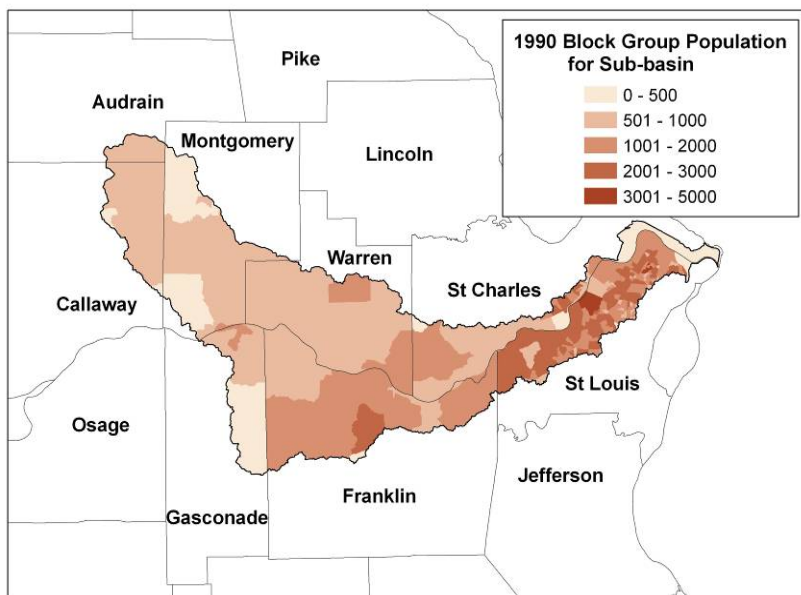 1990 Block Group Population
for Sub-basin
0 - 500
501 - 1000
1001 - 2000
2001 - 3000
3001 - 5000
Pike
Audrain
Montgomery
Lincoln
Warren
St Charles
Callaway
St Louis
Osage
Jefferson
Franklin
Gasconade